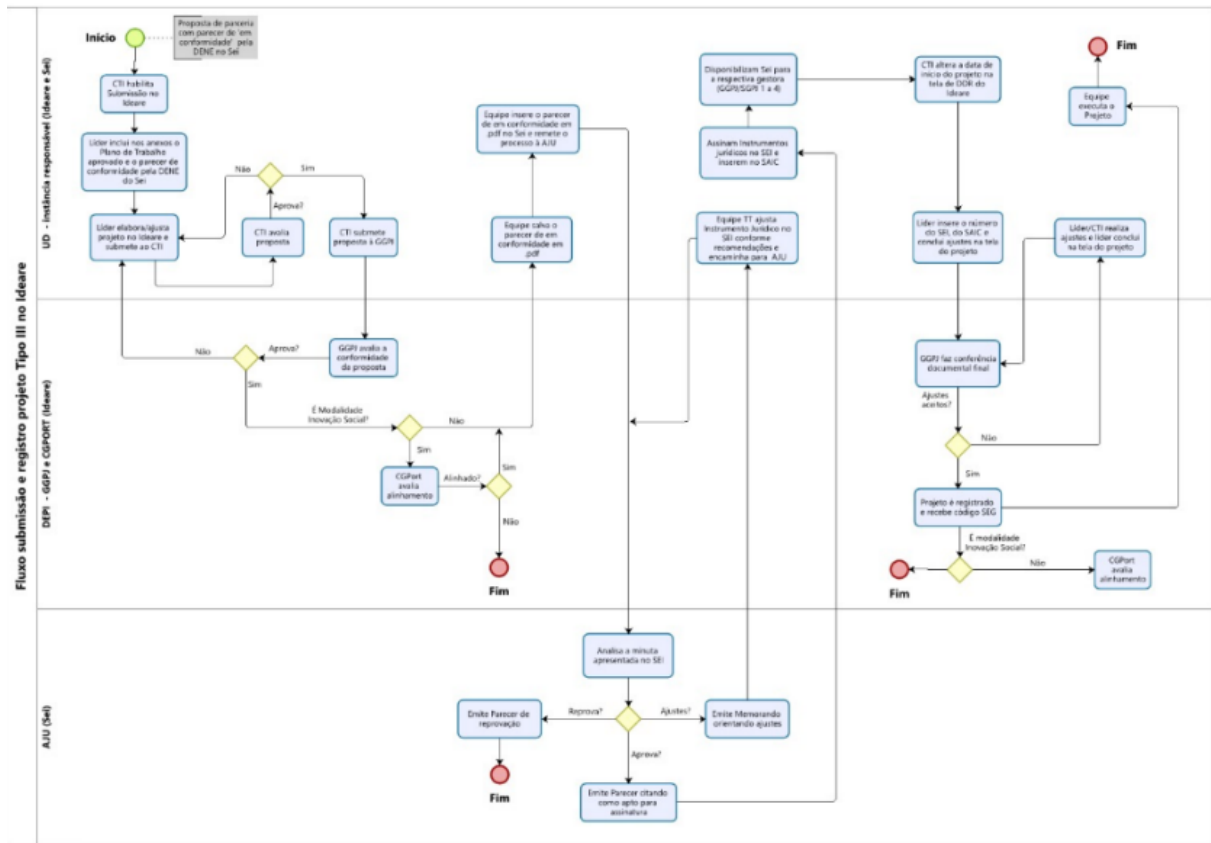 Fluxo submissão e registro projeto Tipo III no Ideare
UD - instância responsável (Ideare e Sei)
Início
Proposta de parceria
com parecer de 'em
conformidade' pela
DENE no Sei
CTI habilita
Submissão no
Ideare
Líder inclui nos anexos o
Plano de Trabalho
aprovado e o parecer de
conformidade pela DENE
do Sei
Líder elabora/ajusta
projeto no Ideare e
submete ao CTI
Não
Sim
Aprova?
CTI avalia
proposta
CTI submete
proposta à GGPJ
Equipe insere o parecer
de em conformidade em
.pdf no Sei e remete o
processo à AJU
Equipe salva o
parecer de em
conformidade em
.pdf
Disponibilizam Sei para
a respectiva gestora
(GGPJ/SGPJ 1 a 4)
Assinam Instrumentos
jurídicos no SEI e
inserem no SAIC
Equipe TT ajusta
Instrumento Jurídico no
SEI conforme
recomendações e
encaminha para AJU
CTI altera a data de
início do projeto na
tela de DDR do
Ideare
Líder insere o número
do SEI, do SAIC e
conclui ajustes na tela
do projeto
Fim
Equipe
executa o
Projeto
Líder/CTI realiza
ajustes e líder conclui
na tela do projeto
DEPI - GGPJ e CGPORT (Ideare)
GGPJ avalia a
conformidade
da proposta
Aprova?
Não
Sim
É Modalidade
Inovação Social?
Não
Sim
CGPort
avalia
alinhamento
Alinhado?
Sim
Não
Fim
GGPJ faz conferência
documental final
Ajustes
aceitos?
Não
Sim
Projeto é registrado
e recebe código SEG
É modalidade
Inovação Social?
Não
CGPort
avalia
alinhamento
Fim
AJU (Sei)
Analisa a minuta
apresentada no SEI
Reprova?
Emite Parecer de
reprovação
Fim
Ajustes?
Emite Memorando
orientando ajustes
Aprova?
Emite Parecer citando
como apto para
assinatura